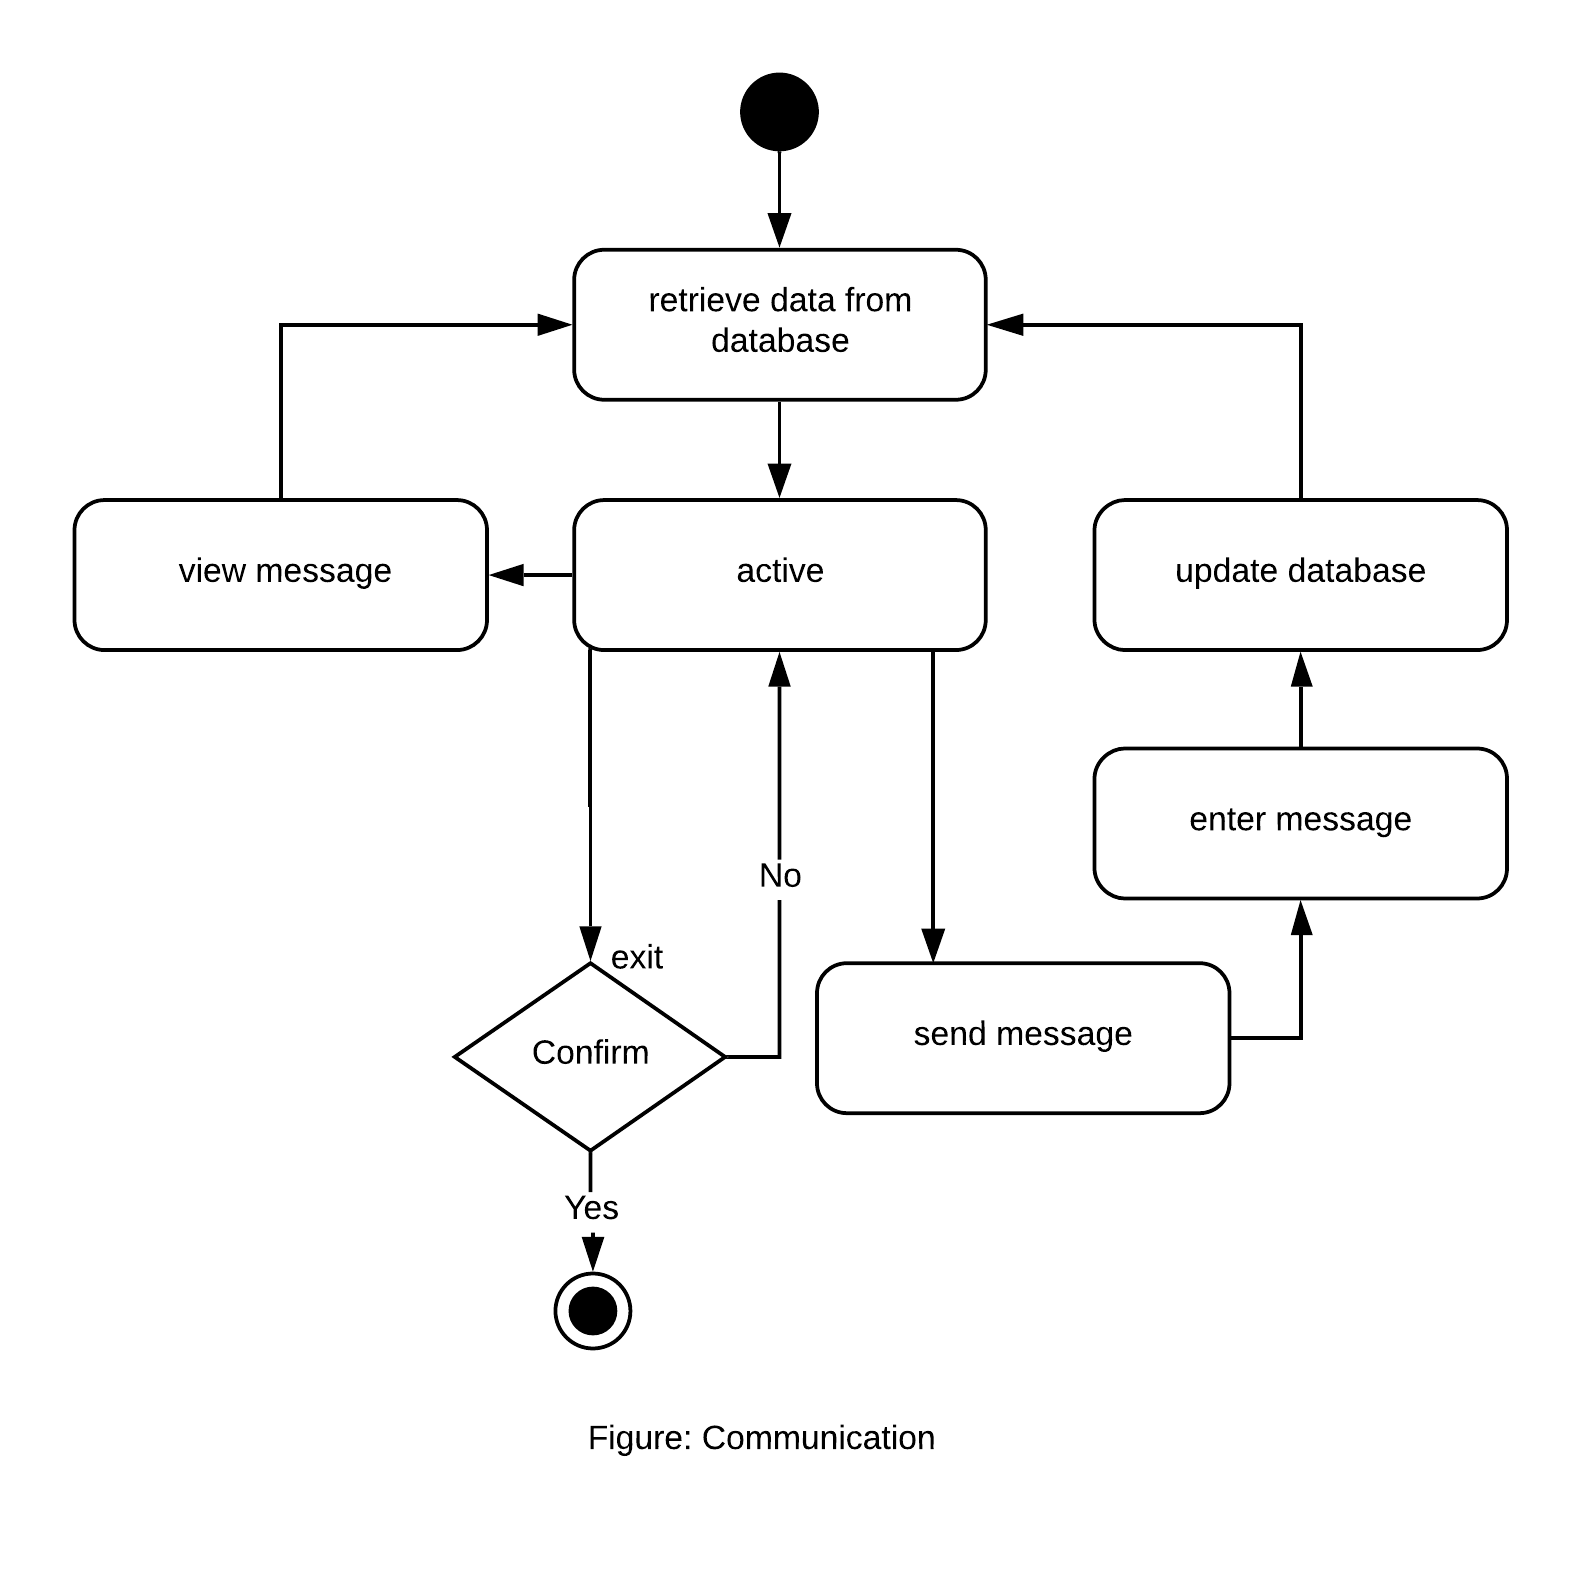 retrieve data from
database
view message
active
update database
enter message
No
exit
send message
Confirm
Yes
Figure: Communication